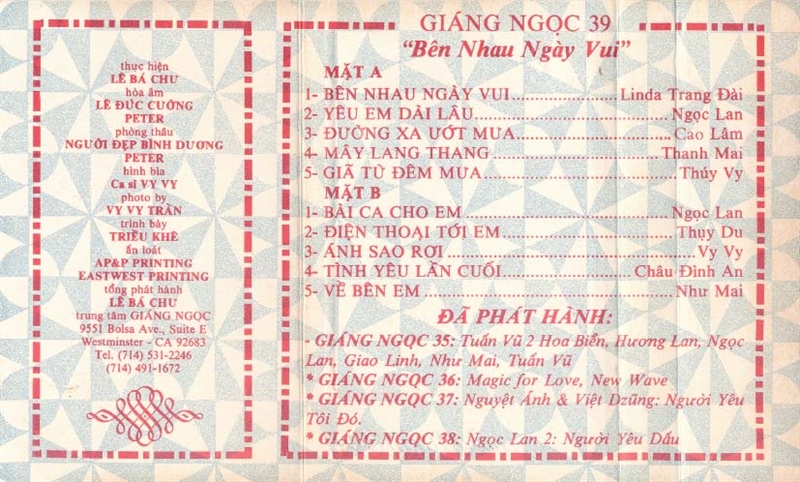 thực hiện
LÊ BÁ CHƯ
hòa âm
LÊ ĐỨC CƯỜNG
PETER
phòng thâu
NGƯỜI ĐẸP BÌNH DƯƠNG
PETER
hình bìa
Ca sĩ VY VY
photo by
VY VY TRẦN
trình bày
TRIỀU KHÊ
ấn loát
AP&P PRINTING
EASTWEST PRINTING
tổng phát hành
LÊ BÁ CHƯ
trung tâm GIÁNG NGỌC
9551 Bolsa Ave., Suite E
Westminster - CA 92683
Tel. (714) 531-2246
(714) 491-1672
GIÁNG NGỌC 39
“Bên Nhau Ngày Vui”
MẶT A
1- BÊN NHAU NGÀY VUI Linda Trang Đài
2- YÊU EM DÀI LÂU Ngọc Lan
3- ĐƯỜNG XA ƯỚT MƯA Cao Lâm
4- MÂY LANG THANG Thanh Mai
5- GIÃ TỪ ĐÊM MƯA Thúy Vy
MẶT B
1- BÀI CA CHO EM Ngọc Lan
2- ĐIỆN THOẠI TỚI EM Thụy Du
3- ÁNH SAO RƠI Vy Vy
4- TÌNH YÊU LẦN CUỐI Châu Đình An
5- VỀ BÊN EM Như Mai
ĐÃ PHÁT HÀNH:
- GIÁNG NGỌC 35: Tuấn Vũ 2 Hoa Biển, Hương Lan, Ngọc
Lan, Giao Linh, Như Mai, Tuấn Vũ
* GIÁNG NGỌC 36: Magic for Love, New Wave
* GIÁNG NGỌC 37: Nguyệt Ánh & Việt Dzũng: Người Yêu
Tôi Đó.
* GIÁNG NGỌC 38: Ngọc Lan 2: Người Yêu Dấu